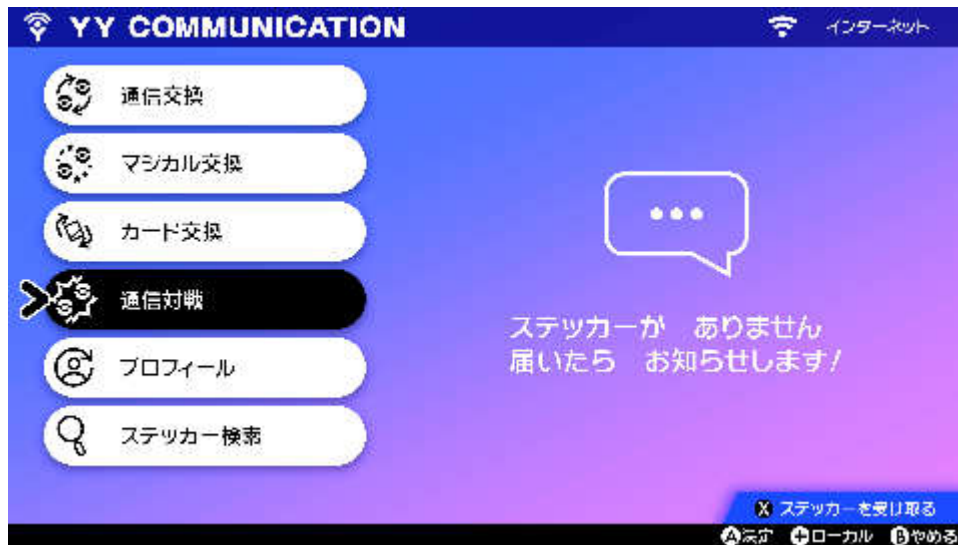 YY COMMUNICATION
インターネット
通信交換
マジカル交換
カード交換
通信対戦
プロフィール
ステッカー検索
ステッカーが ありません
届いたら お知らせします!
X ステッカーを受け取る
A決定 +ローカル Bやめる